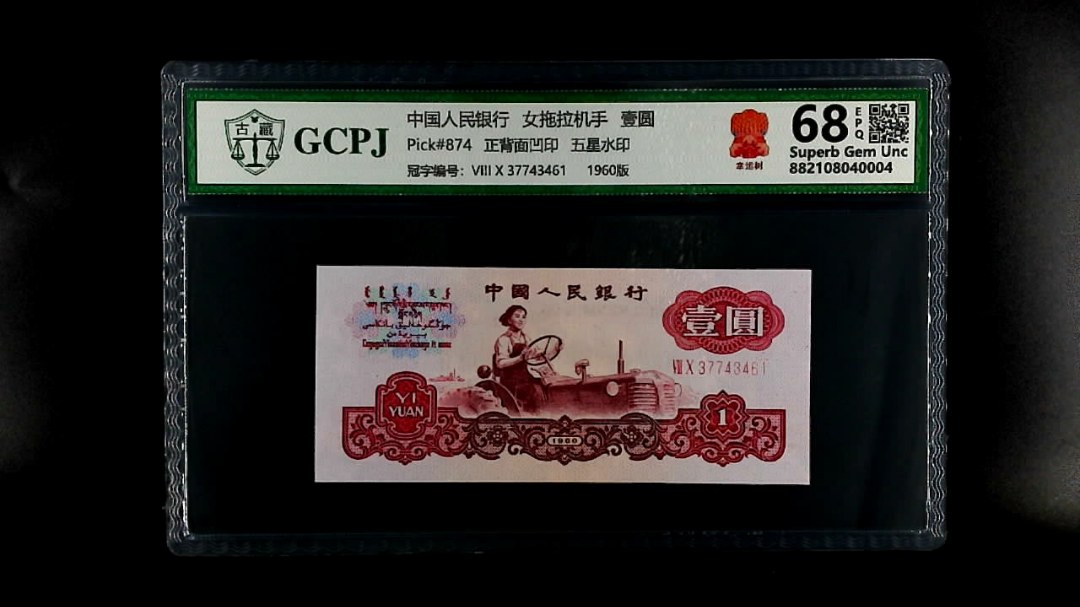 古 藏
GCPJ
中国人民银行 女拖拉机手 壹圆
Pick#874 正背面凹印 五星水印
冠字编号: VIII X 37743461 1960版
68 EPQ
Superb Gem Unc
882108040004
中國人民銀行
壹圓
VIII X 37743461
YI
YUAN
1
1960